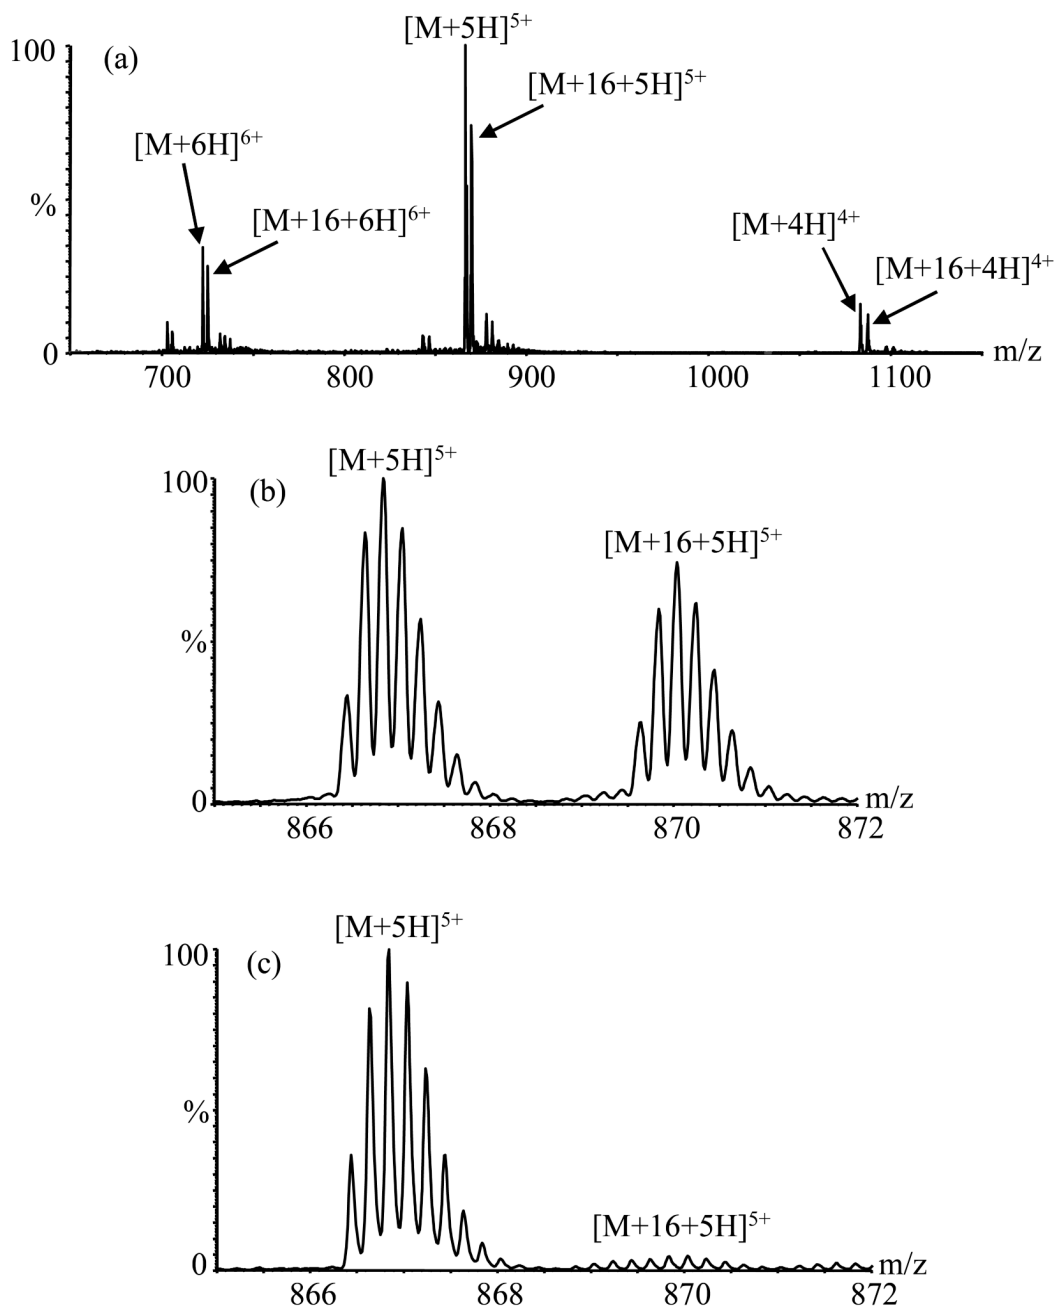 [M+5H]5+
100
(a)
[M+16+5H]5+
[M+6H]6+
%
[M+16+6H]6+
[M+4H]4+
[M+16+4H]4+
0
m/z
700 800 900 1000 1100
[M+5H]5+
100
(b)
[M+16+5H]5+
%
0
m/z
866 868 870 872
[M+5H]5+
100
(c)
%
[M+16+5H]5+
0
m/z
866 868 870 872